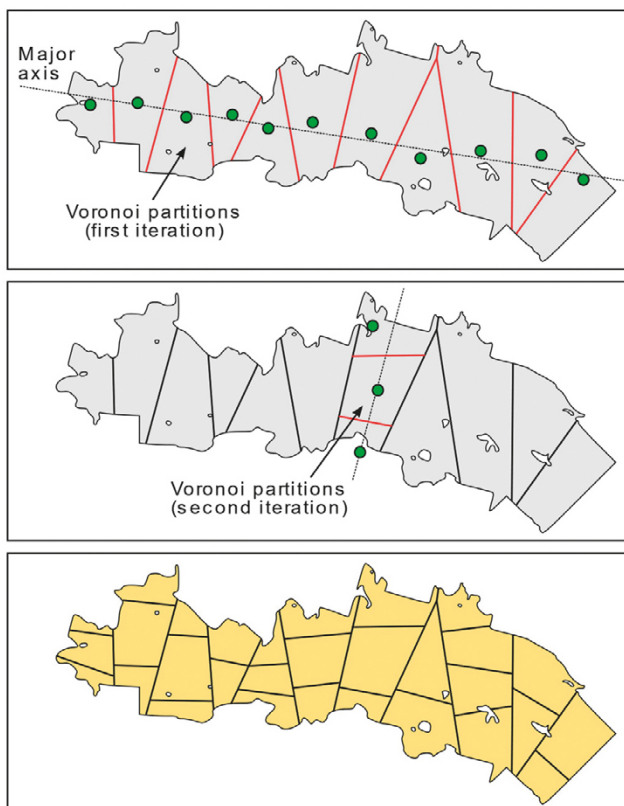 Major
axis
Voronoi partitions
(first iteration)
Voronoi partitions
(second iteration)